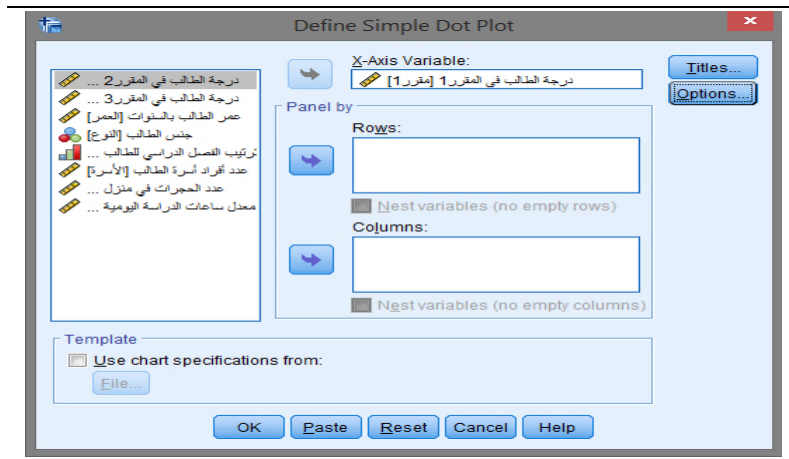 Define Simple Dot Plot
درجة الطالب في المقرر2 ...
درجة الطالب في المقرر3 ...
عمر الطالب بالسنوات [العمر]
جنس الطالب [النوع]
ترتيب الفصل الدراسي للطالب ...
عدد أفراد أسرة الطالب [الأسرة]
عدد الحجرات في منزل ...
معدل ساعات الدراسة اليومية ...
X-Axis Variable:
درجة الطالب في المقرر1 [مقرر1]
Panel by
Rows:
Nest variables (no empty rows)
Columns:
Nest variables (no empty columns)
Titles...
Options...
Template
Use chart specifications from:
File...
OK
Paste
Reset
Cancel
Help